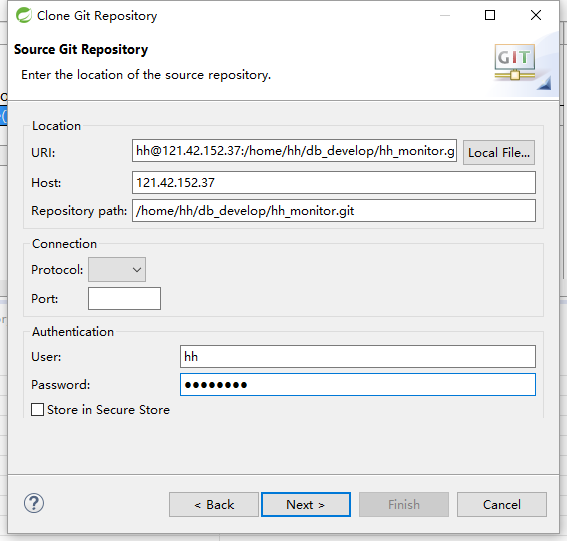 Clone Git Repository
Source Git Repository
Enter the location of the source repository.
GIT
Location
URI: hh@121.42.152.37:/home/hh/db_develop/hh_monitor.g Local File...
Host: 121.42.152.37
Repository path: /home/hh/db_develop/hh_monitor.git
Connection
Protocol:
Port:
Authentication
User: hh
Password: ●●●●●●●●
Store in Secure Store
? < Back Next > Finish Cancel